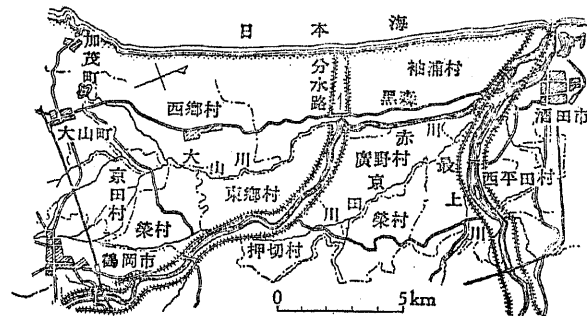 日本海
加茂町
分水路
袖浦村
西郷村
黒森
酒田市
大山町
大山川
赤川
廣野村
京田川
最上川
西平田村
京田村
東郷村
栄村
栄村
押切村
鶴岡市
0 5km